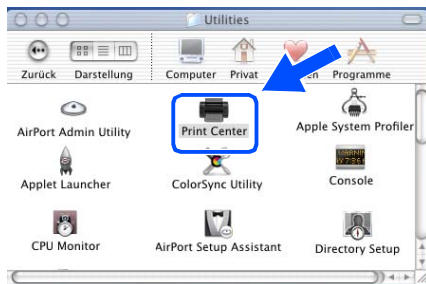 Utilities
Zurück Darstellung Computer Privat en Programme
AirPort Admin Utility Print Center Apple System Profiler
Applet Launcher ColorSync Utility Console
CPU Monitor AirPort Setup Assistant Directory Setup